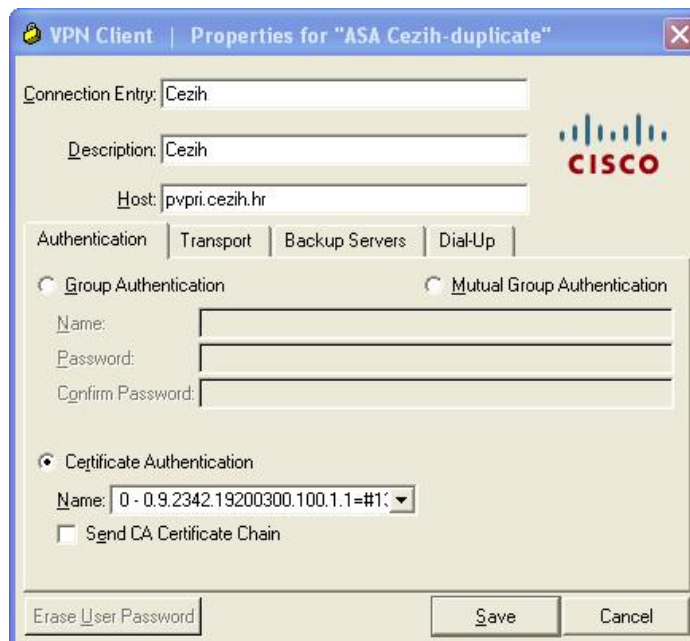 VPN Client | Properties for "ASA Cezih-duplicate"
Connection Entry: Cezih
Description: Cezih
Host: pvpri.cezih.hr
CISCO
Authentication Transport Backup Servers Dial-Up
Group Authentication Mutual Group Authentication
Name:
Password:
Confirm Password:
Certificate Authentication
Name: 0 - 0.9.2342.19200300.100.1.1=#13
Send CA Certificate Chain
Erase User Password Save Cancel